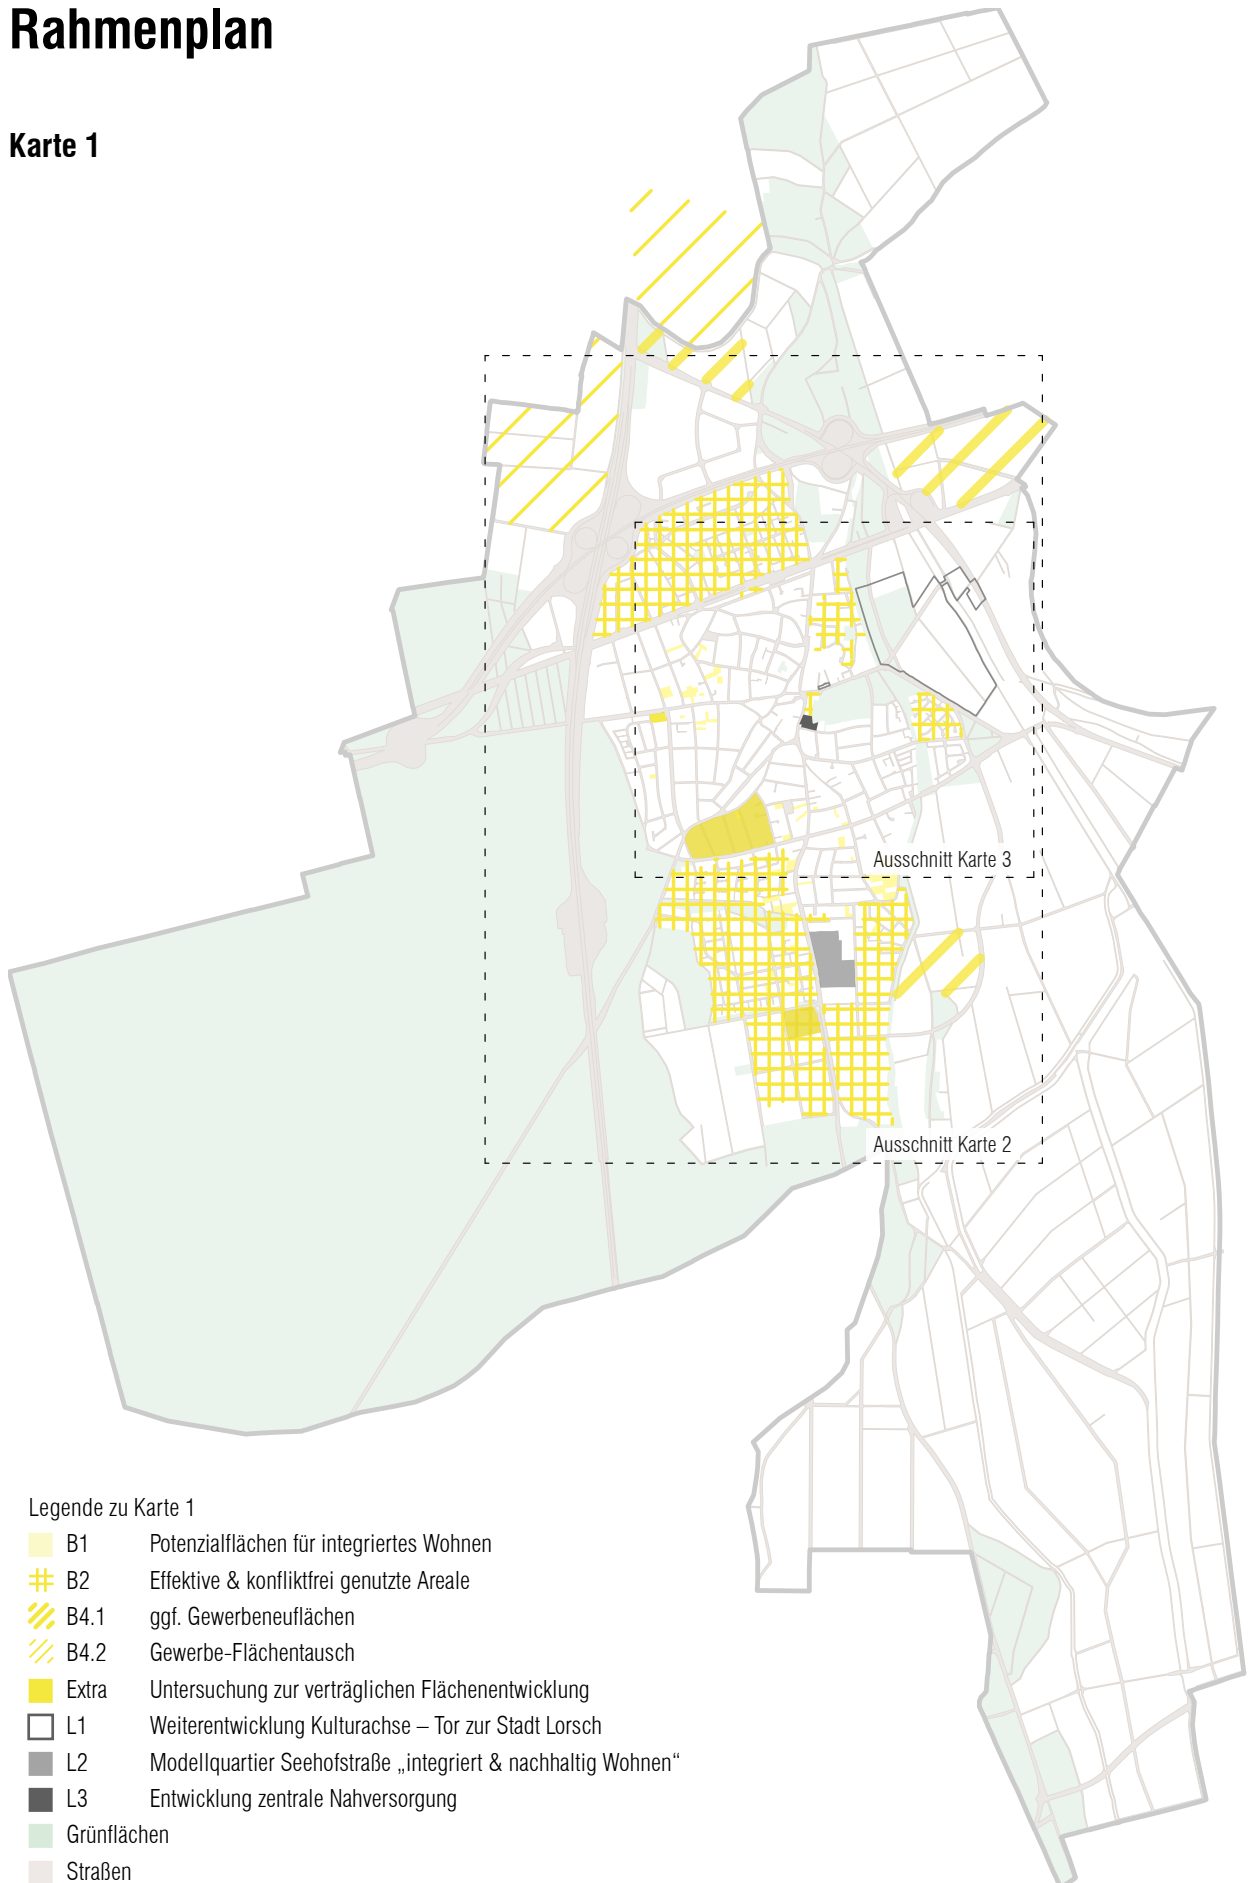 Rahmenplan
Karte 1
Ausschnitt Karte 3
Ausschnitt Karte 2
Legende zu Karte 1
B1 Potenzialflächen für integriertes Wohnen
B2 Effektive & konfliktfrei genutzte Areale
B4.1 ggf. Gewerbeneuflächen
B4.2 Gewerbe-Flächentausch
Extra Untersuchung zur verträglichen Flächenentwicklung
L1 Weiterentwicklung Kulturachse – Tor zur Stadt Lorsch
L2 Modellquartier Seehofstraße „integriert & nachhaltig Wohnen“
L3 Entwicklung zentrale Nahversorgung
Grünflächen
Straßen